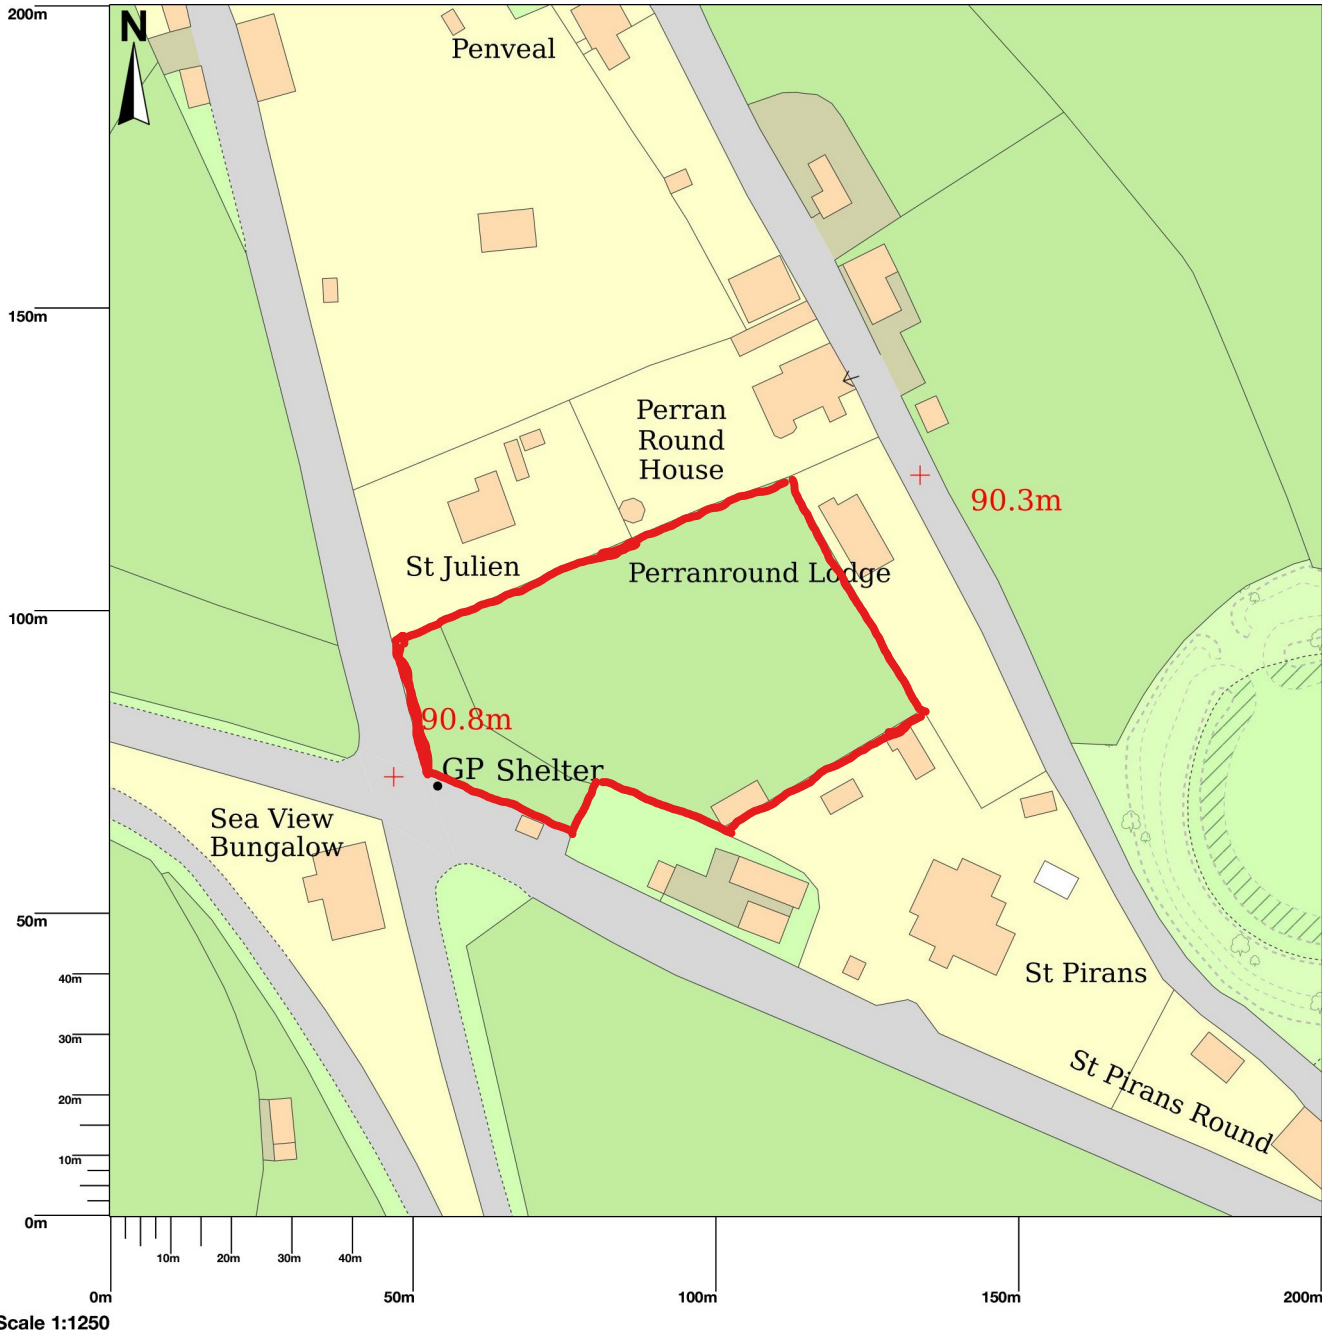 200m
N
Penveal
150m
Perran
Round
House
90.3m
St Julien
Perranround Lodge
100m
90.8m
GP Shelter
Sea View
Bungalow
50m
40m
St Pirans
30m
St Pirans Round
20m
10m
0m
10m
20m
30m
40m
0m
50m
100m
150m
200m
Scale 1:1250